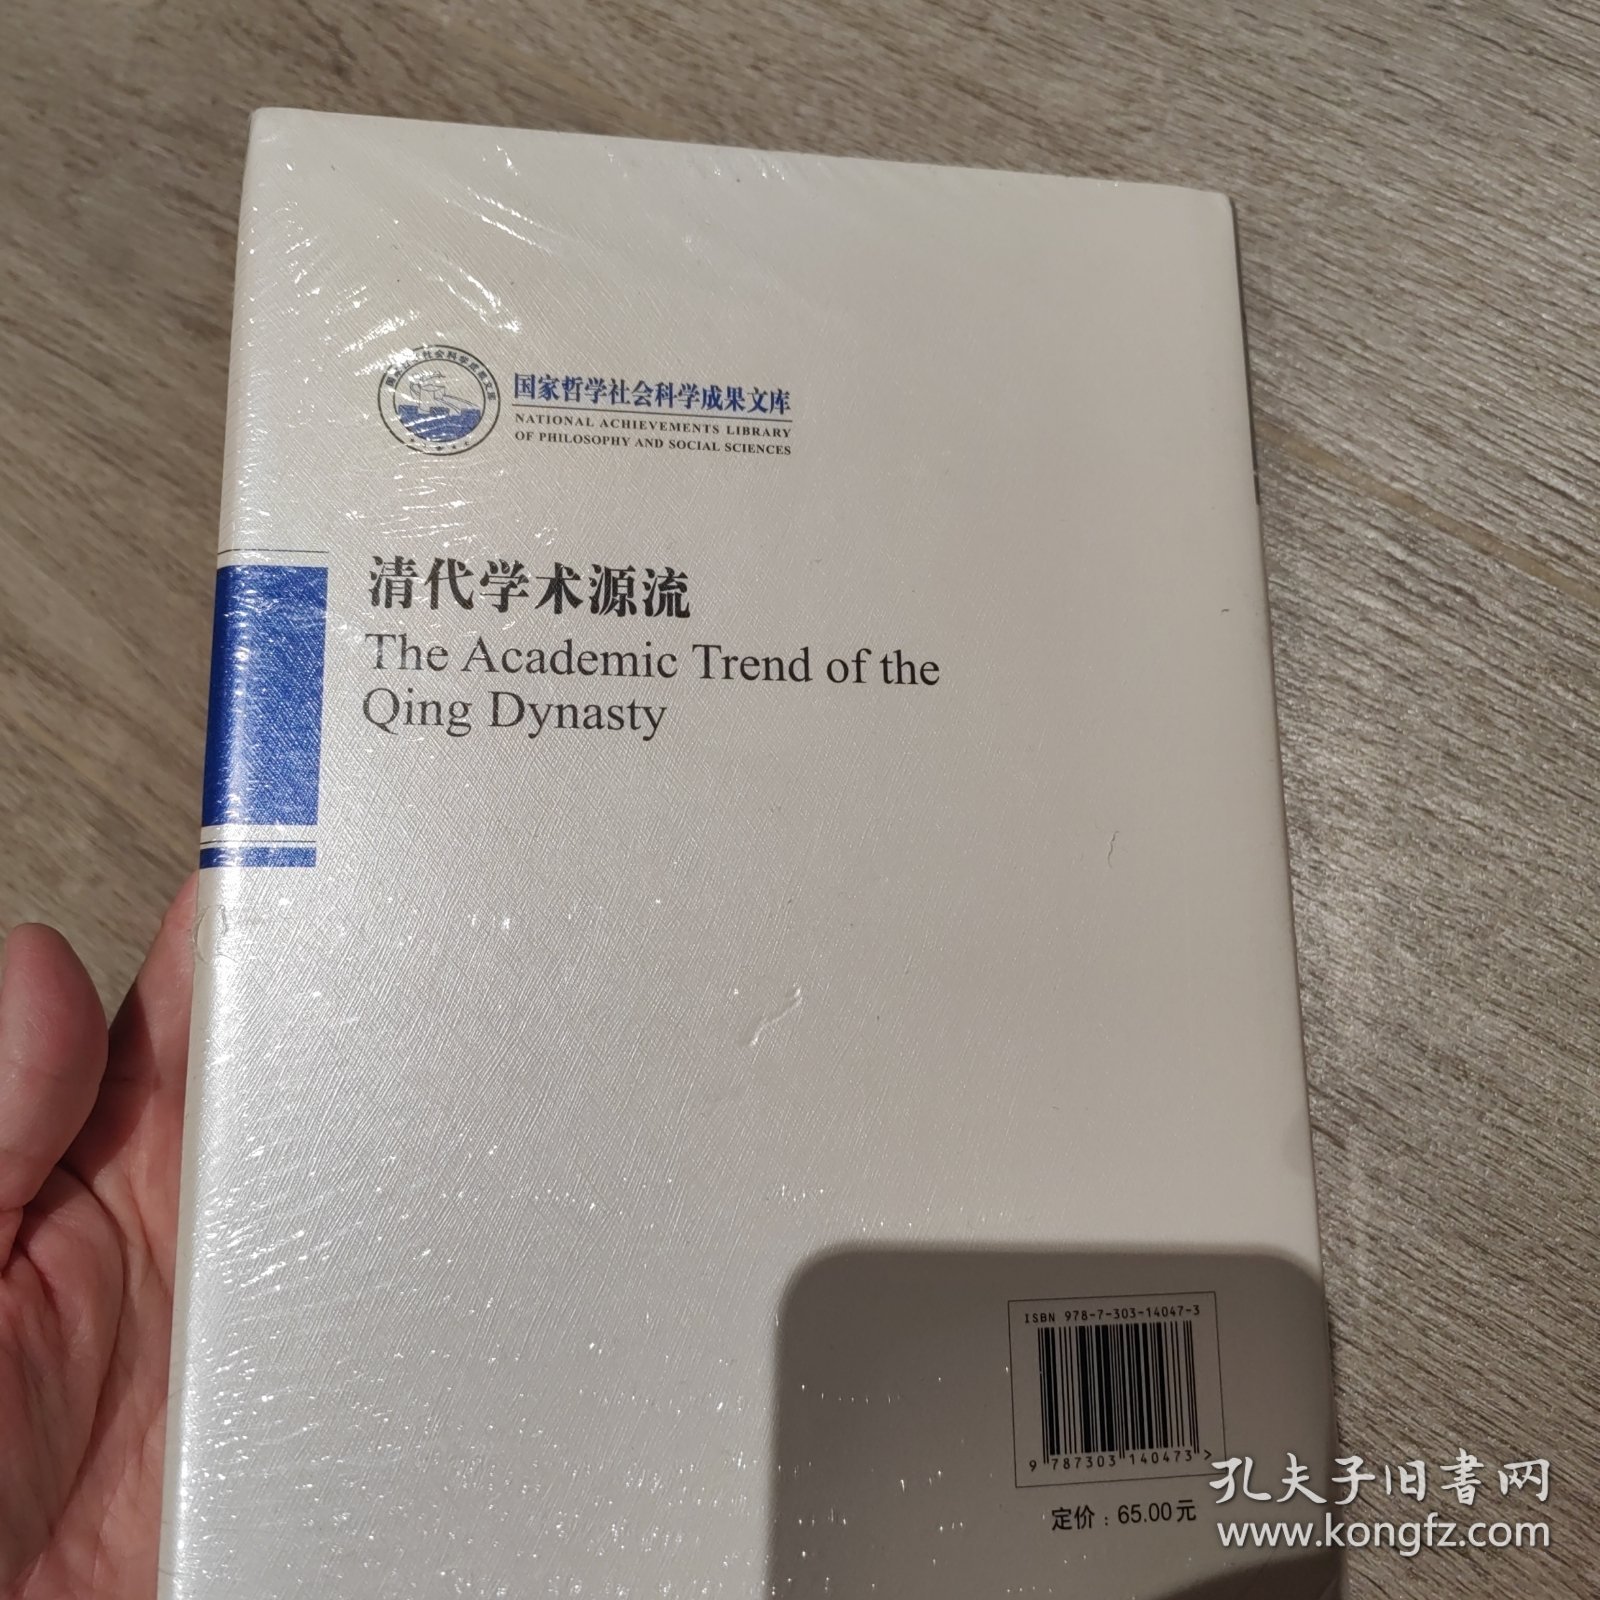 国家哲学社会科学成果文库
NATIONAL ACHIEVEMENTS LIBRARY
OF PHILOSOPHY AND SOCIAL SCIENCES
清代学术源流
The Academic Trend of the
Qing Dynasty
ISBN 978-7-303-14047-3
9 787303 140473 >
定价：65.00元
孔夫子旧書网
www.kongfz.com